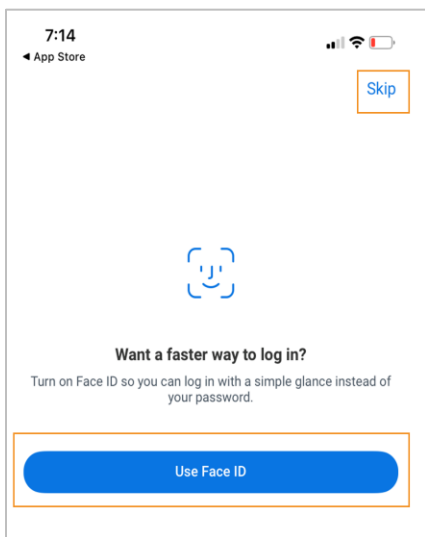 7:14
◀ App Store
Skip
Want a faster way to log in?
Turn on Face ID so you can log in with a simple glance instead of
your password.
Use Face ID